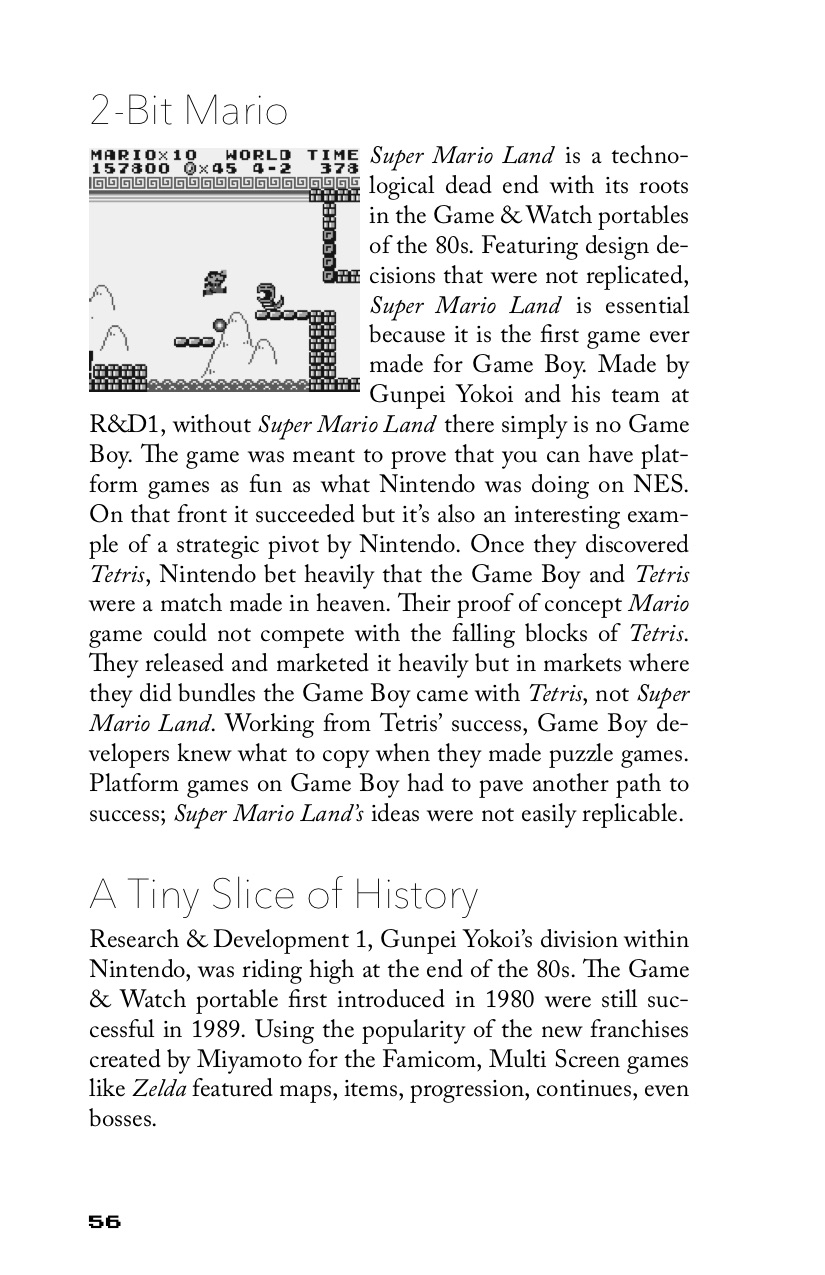 2-Bit Mario
MARIO×10 WORLD TIME
157800 ×45 4-2 378
Super Mario Land is a techno-
logical dead end with its roots
in the Game & Watch portables
of the 80s. Featuring design de-
cisions that were not replicated,
Super Mario Land is essential
because it is the first game ever
made for Game Boy. Made by
Gunpei Yokoi and his team at
R&D1, without Super Mario Land there simply is no Game
Boy. The game was meant to prove that you can have plat-
form games as fun as what Nintendo was doing on NES.
On that front it succeeded but it’s also an interesting exam-
ple of a strategic pivot by Nintendo. Once they discovered
Tetris, Nintendo bet heavily that the Game Boy and Tetris
were a match made in heaven. Their proof of concept Mario
game could not compete with the falling blocks of Tetris.
They released and marketed it heavily but in markets where
they did bundles the Game Boy came with Tetris, not Super
Mario Land. Working from Tetris’ success, Game Boy de-
velopers knew what to copy when they made puzzle games.
Platform games on Game Boy had to pave another path to
success; Super Mario Land’s ideas were not easily replicable.
A Tiny Slice of History
Research & Development 1, Gunpei Yokoi’s division within
Nintendo, was riding high at the end of the 80s. The Game
& Watch portable first introduced in 1980 were still suc-
cessful in 1989. Using the popularity of the new franchises
created by Miyamoto for the Famicom, Multi Screen games
like Zelda featured maps, items, progression, continues, even
bosses.
56